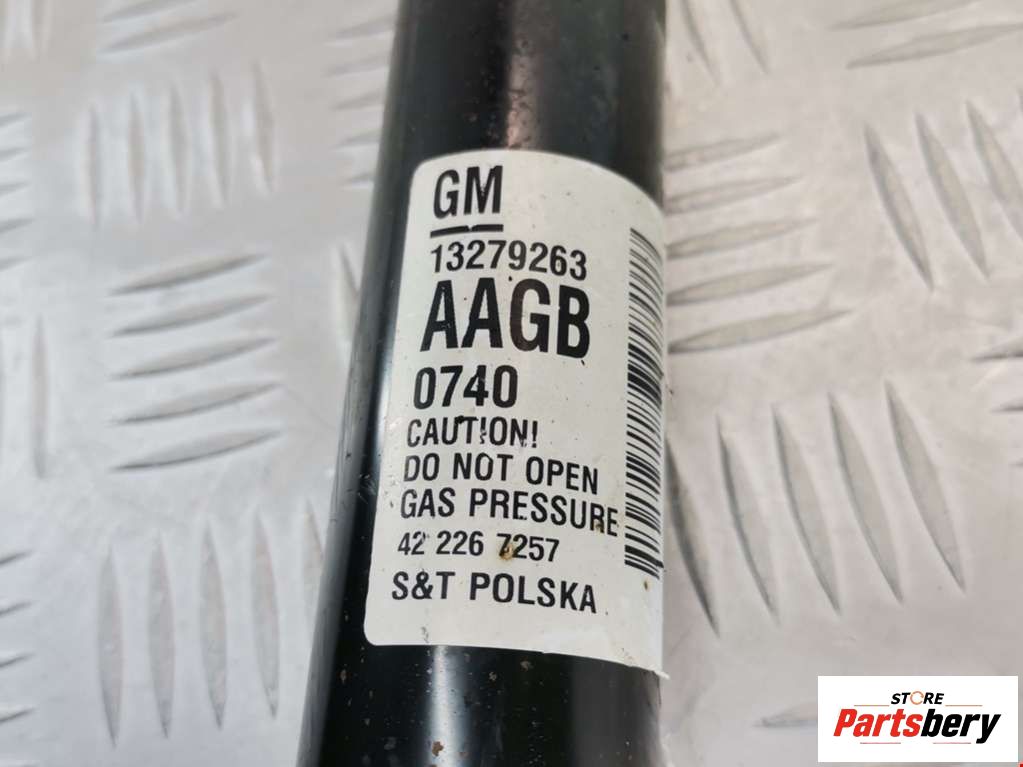 GM
13279263
AAGB
0740
CAUTION!
DO NOT OPEN
GAS PRESSURE
42 226 7257
S&T POLSKA
STORE
Partsbery